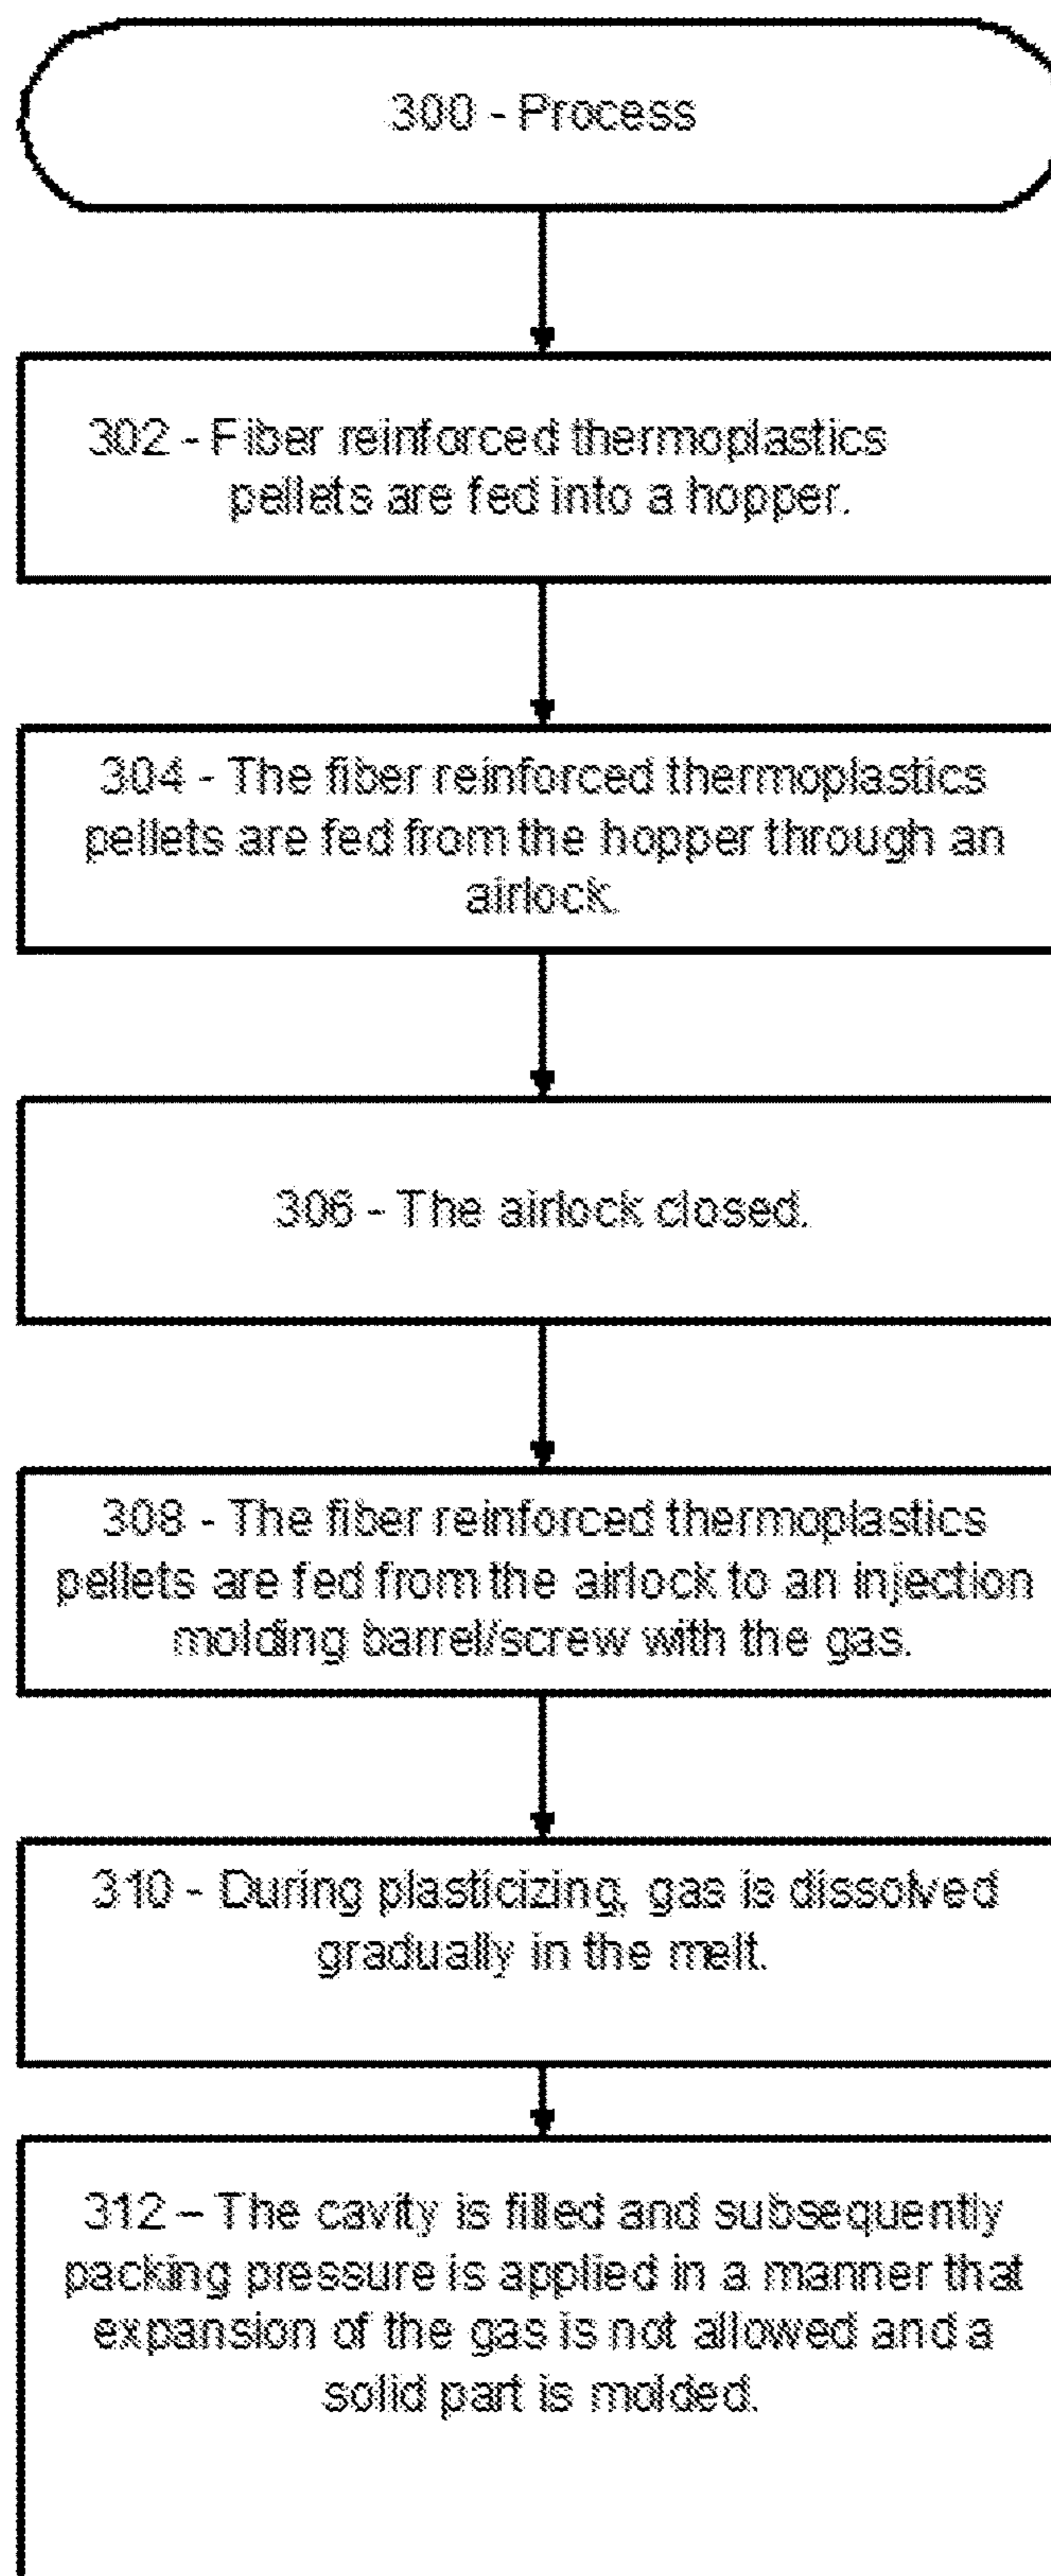 300 - Process
302 - Fiber reinforced thermoplastics
pellets are fed into a hopper.
304 - The fiber reinforced thermoplastics
pellets are fed from the hopper through an
airlock.
306 - The airlock closed.
308 - The fiber reinforced thermoplastics
pellets are fed from the airlock to an injection
molding barrel/screw with the gas.
310 - During plasticizing, gas is dissolved
gradually in the melt.
312 – The cavity is filled and subsequently
packing pressure is applied in a manner that
expansion of the gas is not allowed and a
solid part is molded.